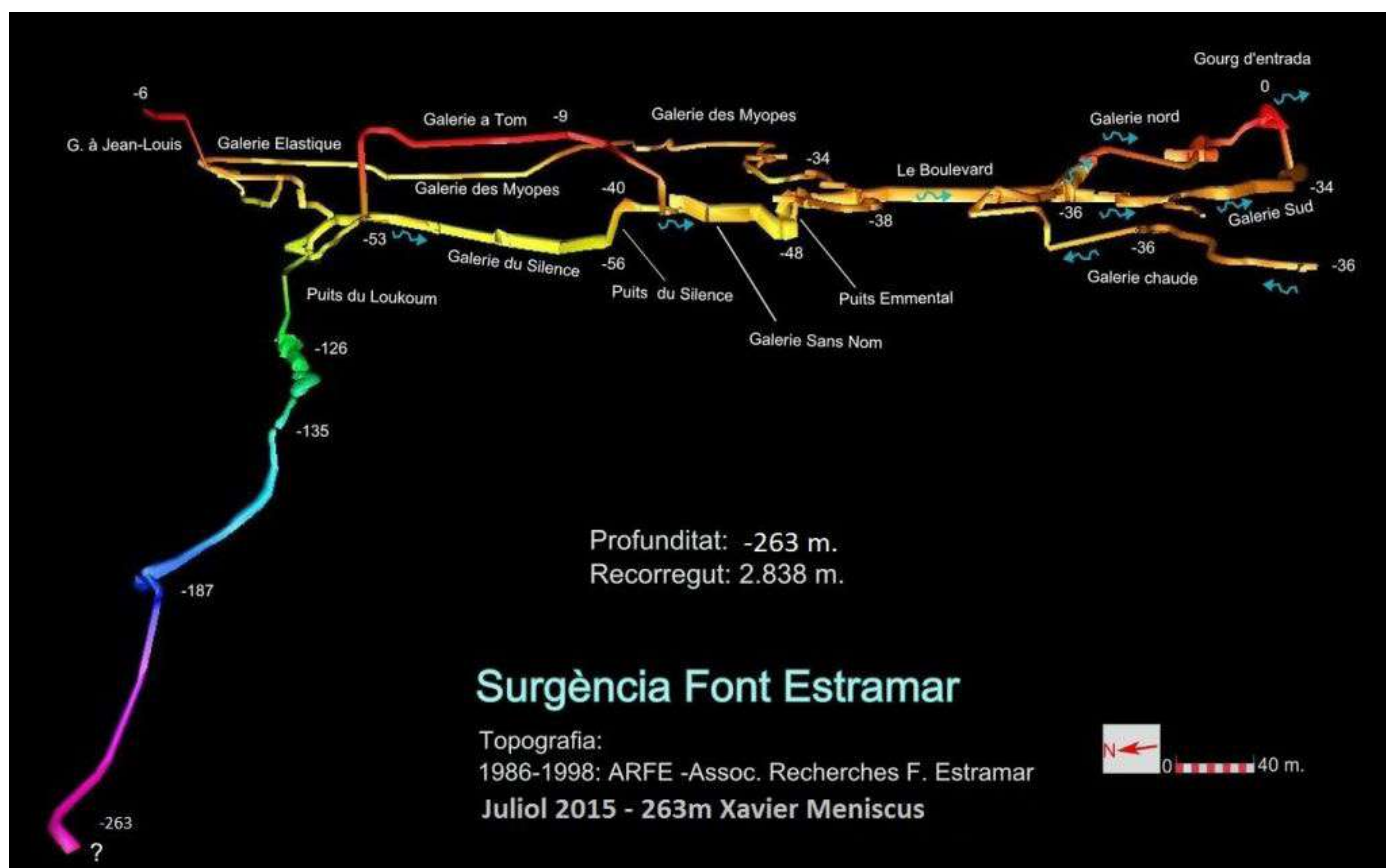 Gourg d'entrada
0
-6
Galerie a Tom
-9
Galerie des Myopes
Galerie nord
G. à Jean-Louis
Galerie Elastique
-34
Le Boulevard
Galerie des Myopes
-40
-34
-53
-38
-36
Galerie Sud
Galerie du Silence
-56
-48
-36
-36
Galerie chaude
Puits du Loukoum
Puits du Silence
Puits Emmental
Galerie Sans Nom
-126
-135
Profunditat: -263 m.
Recorregut: 2.838 m.
-187
Surgència Font Estramar
Topografia:
1986-1998: ARFE -Assoc. Recherches F. Estramar
Juliol 2015 - 263m Xavier Meniscus
N
0 40 m.
-263
?